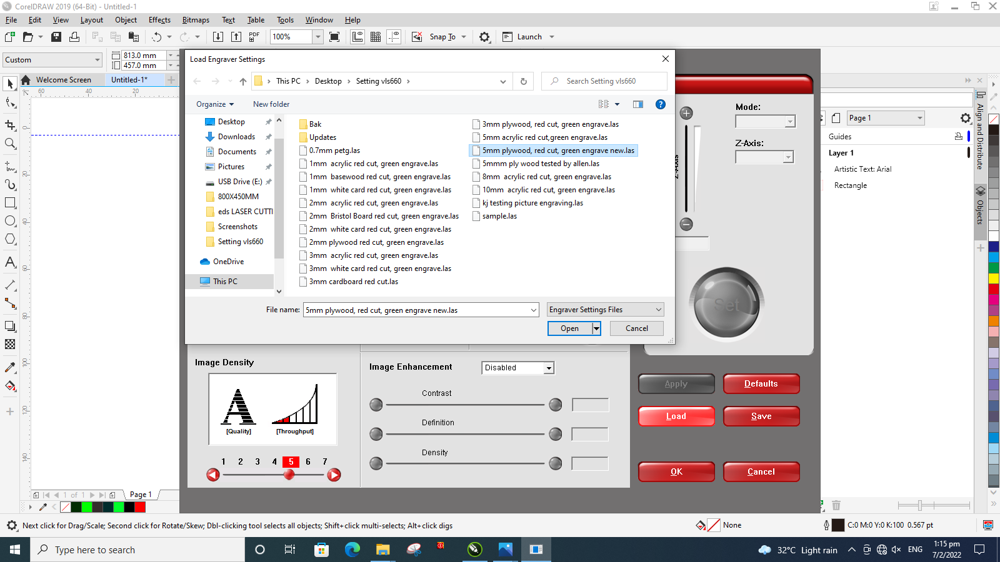 CorelDRAW 2019 (64-Bit) - Untitled-1
File Edit View Layout Object Effects Bitmaps Text Table Tools Window Help
PDF 100% Snap To Launch
Custom 813.0 mm
457.0 mm
Welcome Screen Untitled-1*
Load Engraver Settings
This PC Desktop Setting vls660 Search Setting vls660
Organize New folder
Desktop
Downloads
Documents
Pictures
USB Drive (E:)
800X450MM
eds LASER CUTTI
Screenshots
Setting vls660
OneDrive
This PC
Bak
Updates
0.7mm petg.las
1mm  acrylic red cut, green engrave.las
1mm  basewood red cut, green engrave.las
1mm  white card red cut, green engrave.las
2mm  acrylic red cut, green engrave.las
2mm  Bristol Board red cut, green engrave.las
2mm  white card red cut, green engrave.las
2mm plywood red cut, green engrave.las
3mm  acrylic red cut, green engrave.las
3mm  white card red cut, green engrave.las
3mm cardboard red cut.las
3mm plywood, red cut, green engrave.las
5mm acrylic red cut,green engrave.las
5mm plywood, red cut, green engrave new.las
5mmm ply wood tested by allen.las
8mm  acrylic red cut, green engrave.las
10mm  acrylic red cut, green engrave.las
kj testing picture engraving.las
sample.las
File name: 5mm plywood, red cut, green engrave new.las Engraver Settings Files
Open Cancel
Mode:
Z-Axis:
Z-Axis
Set
Image Density
[Quality] [Throughput]
1 2 3 4 5 6 7
Image Enhancement Disabled
Contrast
Definition
Density
Apply Defaults
Load Save
OK Cancel
Page 1
Guides
Layer 1
Artistic Text: Arial
Rectangle
Align and Distribute
Objects
60 40 20
0
20
40
60
80
100
120
140
1 of 1 Page 1
Next click for Drag/Scale; Second click for Rotate/Skew; Dbl-clicking tool selects all objects; Shift+click multi-selects; Alt+click digs
None C:0 M:0 Y:0 K:100 0.567 pt
Type here to search
32°C Light rain ENG 1:15 pm
7/2/2022